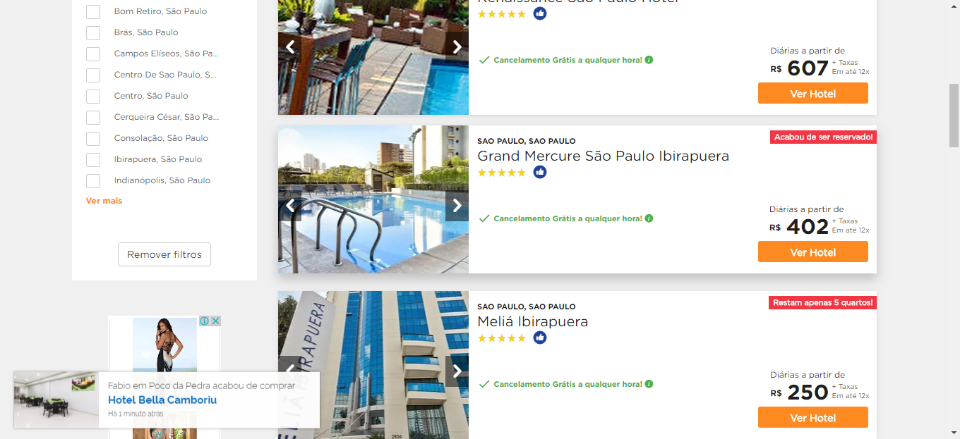 Bom Retiro, São Paulo
Brás, São Paulo
Campos Elíseos, São Pa...
Centro De Sao Paulo, S...
Centro, São Paulo
Cerqueira César, São Pa...
Consolação, São Paulo
Ibirapuera, São Paulo
Indianópolis, São Paulo
Ver mais
Remover filtros
Renaissance São Paulo Hotel
Cancelamento Grátis a qualquer hora!
Diárias a partir de
R$ 607 + Taxas
Em até 12x
Ver Hotel
SAO PAULO, SAO PAULO
Acabou de ser reservado!
Grand Mercure São Paulo Ibirapuera
Cancelamento Grátis a qualquer hora!
Diárias a partir de
R$ 402 + Taxas
Em até 12x
Ver Hotel
SAO PAULO, SAO PAULO
Restam apenas 5 quartos!
Meliá Ibirapuera
Cancelamento Grátis a qualquer hora!
Diárias a partir de
R$ 250 + Taxas
Em até 12x
Ver Hotel
Fabio em Poco da Pedra acabou de comprar
Hotel Bella Camboriu
Há 1 minuto atrás